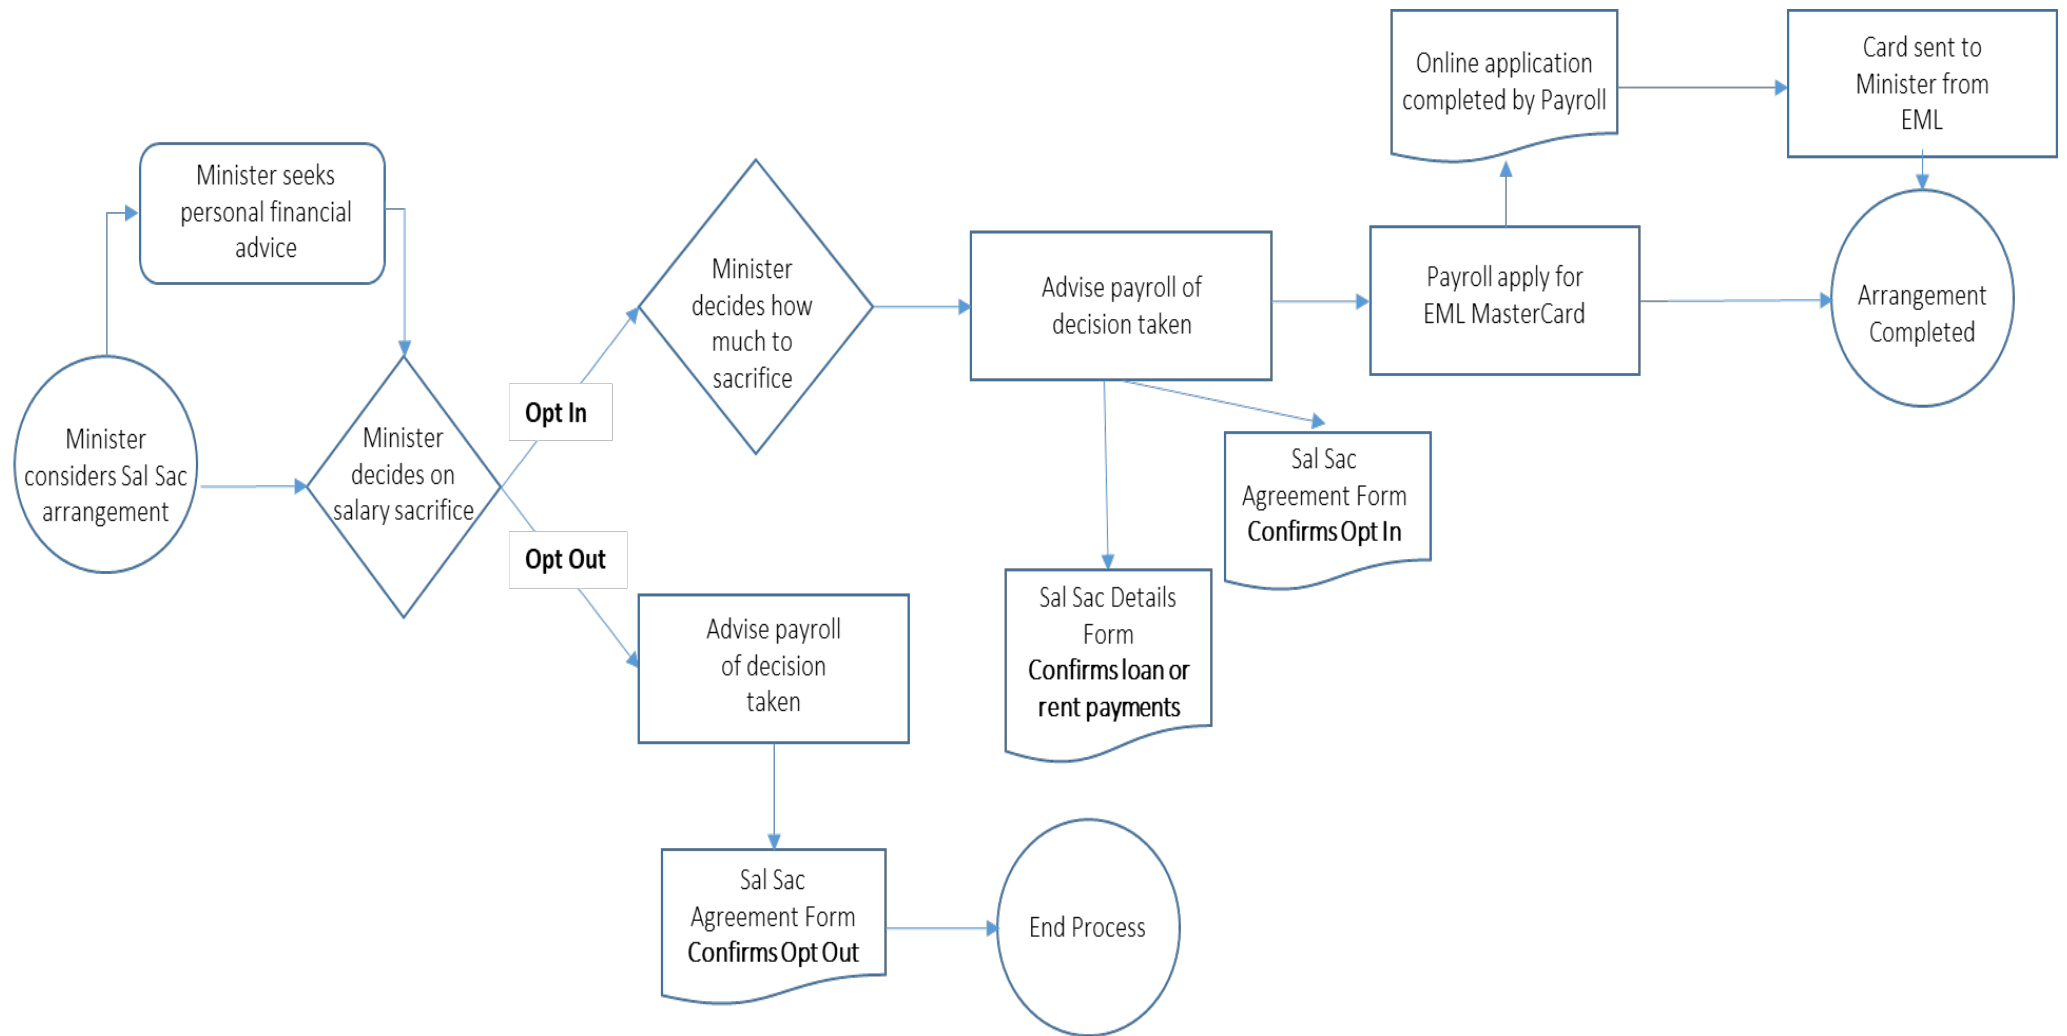 Minister
considers Sal Sac
arrangement
Minister seeks
personal financial
advice
Minister
decides on
salary sacrifice
Opt In
Opt Out
Minister
decides how
much to
sacrifice
Advise payroll of
decision taken
Payroll apply for
EML MasterCard
Online application
completed by Payroll
Card sent to
Minister from
EML
Arrangement
Completed
Sal Sac
Agreement Form
Confirms Opt In
Sal Sac Details
Form
Confirms loan or
rent payments
Advise payroll
of decision
taken
Sal Sac
Agreement Form
Confirms Opt Out
End Process